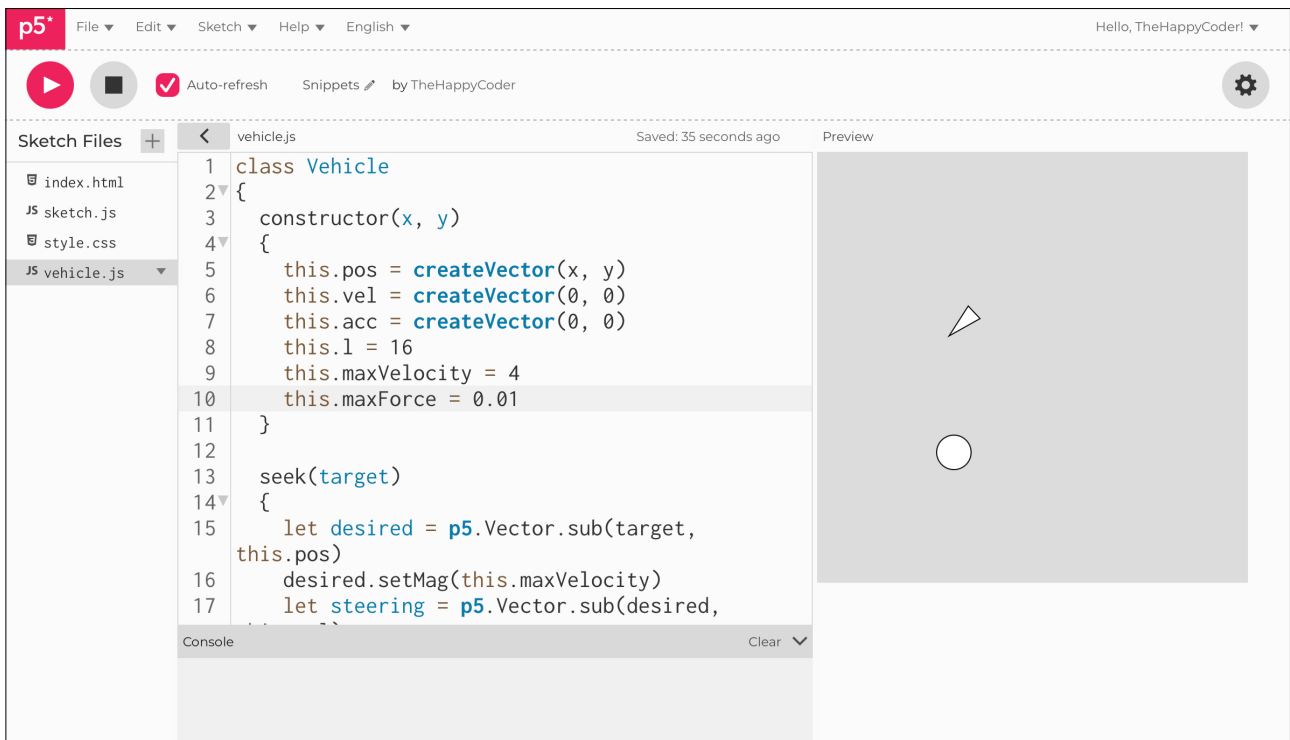 p5* File Edit Sketch Help English Hello, TheHappyCoder!
Auto-refresh Snippets by TheHappyCoder
Sketch Files + vehicle.js Saved: 35 seconds ago Preview
index.html
JS sketch.js
style.css
JS vehicle.js
1 class Vehicle
2 {
3 constructor(x, y)
4 {
5 this.pos = createVector(x, y)
6 this.vel = createVector(0, 0)
7 this.acc = createVector(0, 0)
8 this.l = 16
9 this.maxVelocity = 4
10 this.maxForce = 0.01
11 }
12
13 seek(target)
14 {
15 let desired = p5.Vector.sub(target,
this.pos)
16 desired.setMag(this.maxVelocity)
17 let steering = p5.Vector.sub(desired,
Console Clear